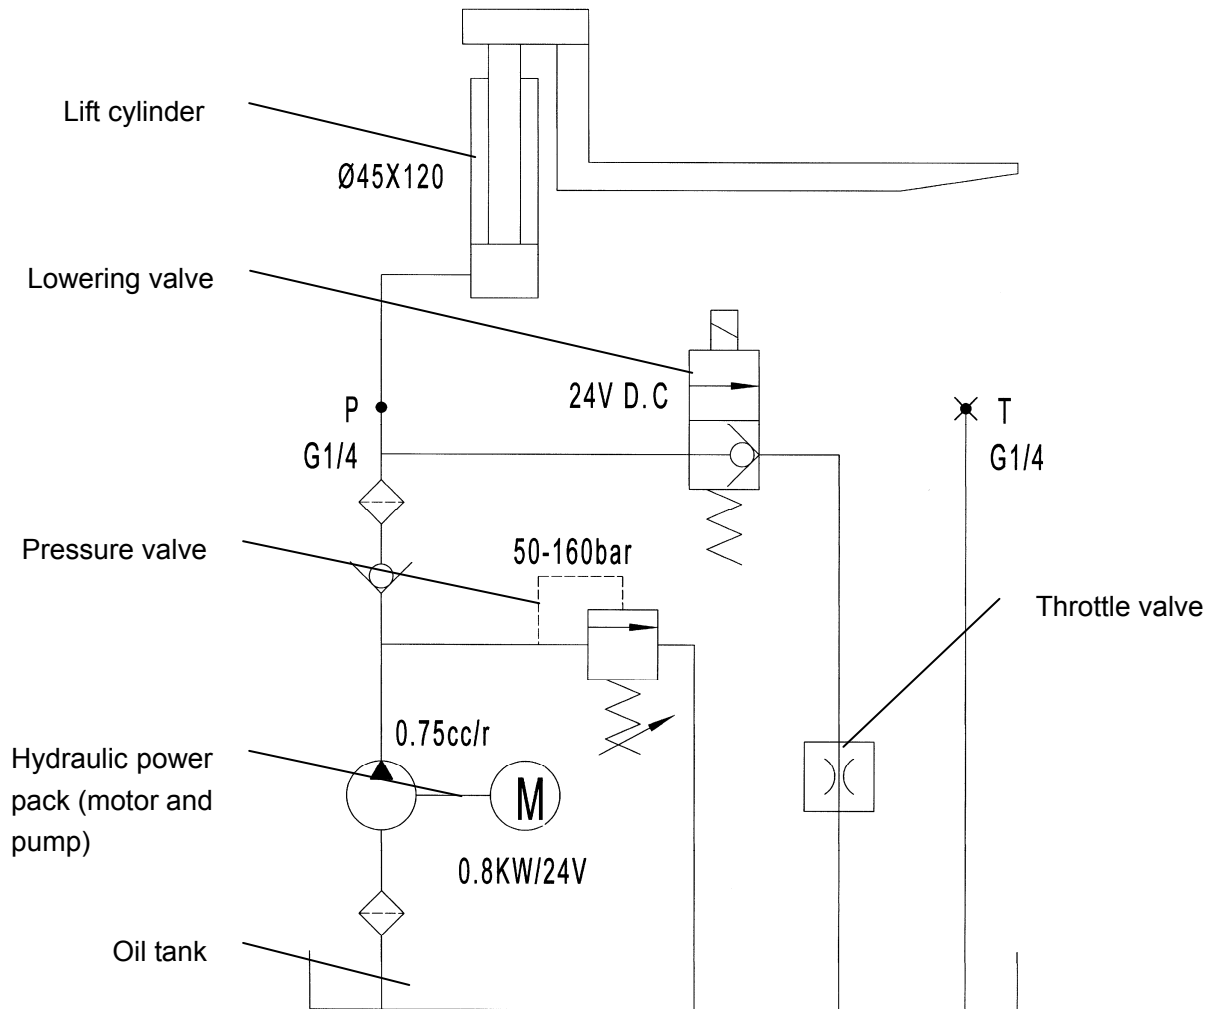 Lift cylinder
Ø45X120
Lowering valve
24V D.C
P
T
G1/4
G1/4
Pressure valve
50-160bar
Throttle valve
0.75cc/r
Hydraulic power
pack (motor and
pump)
M
0.8KW/24V
Oil tank